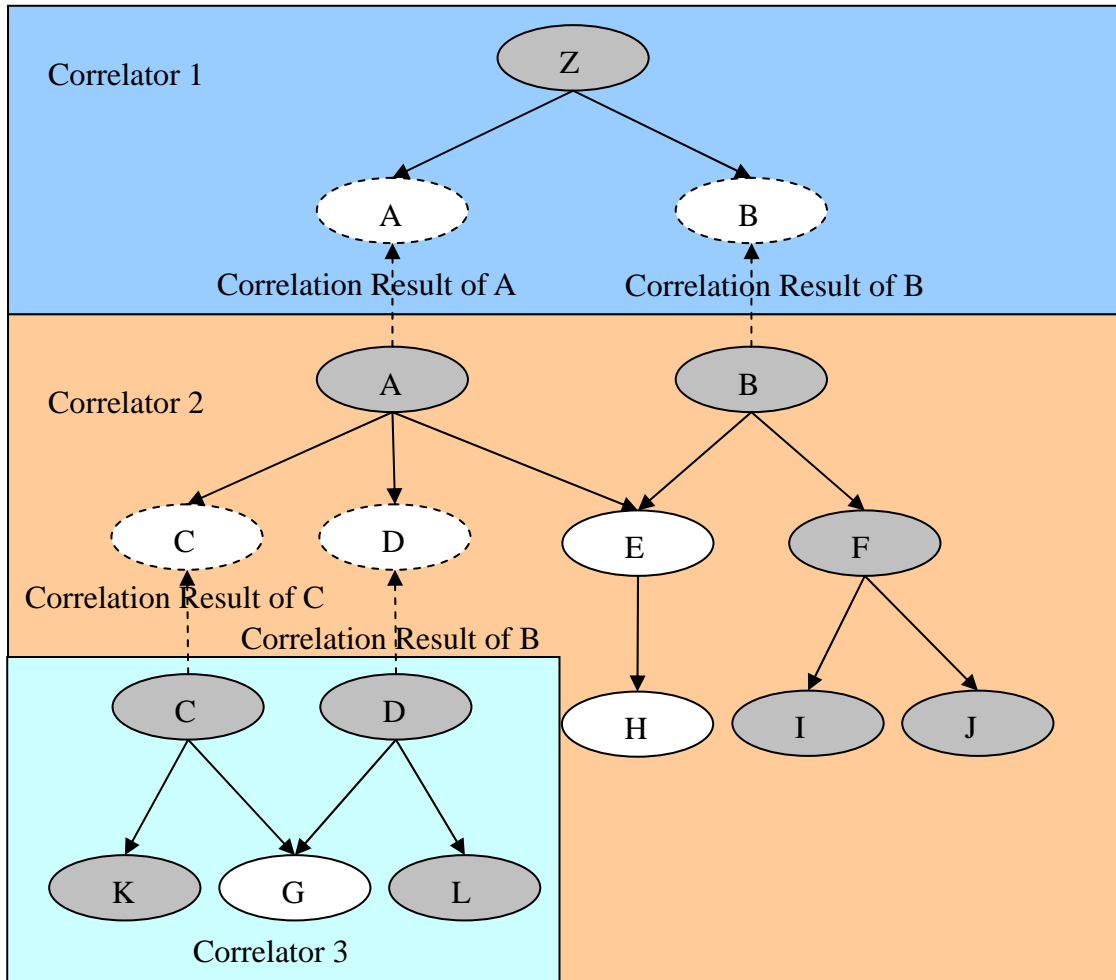 Z
Correlator 1
A
B
Correlation Result of A
Correlation Result of B
A
B
Correlator 2
C
D
E
F
Correlation Result of C
Correlation Result of B
C
D
H
I
J
K
G
L
Correlator 3